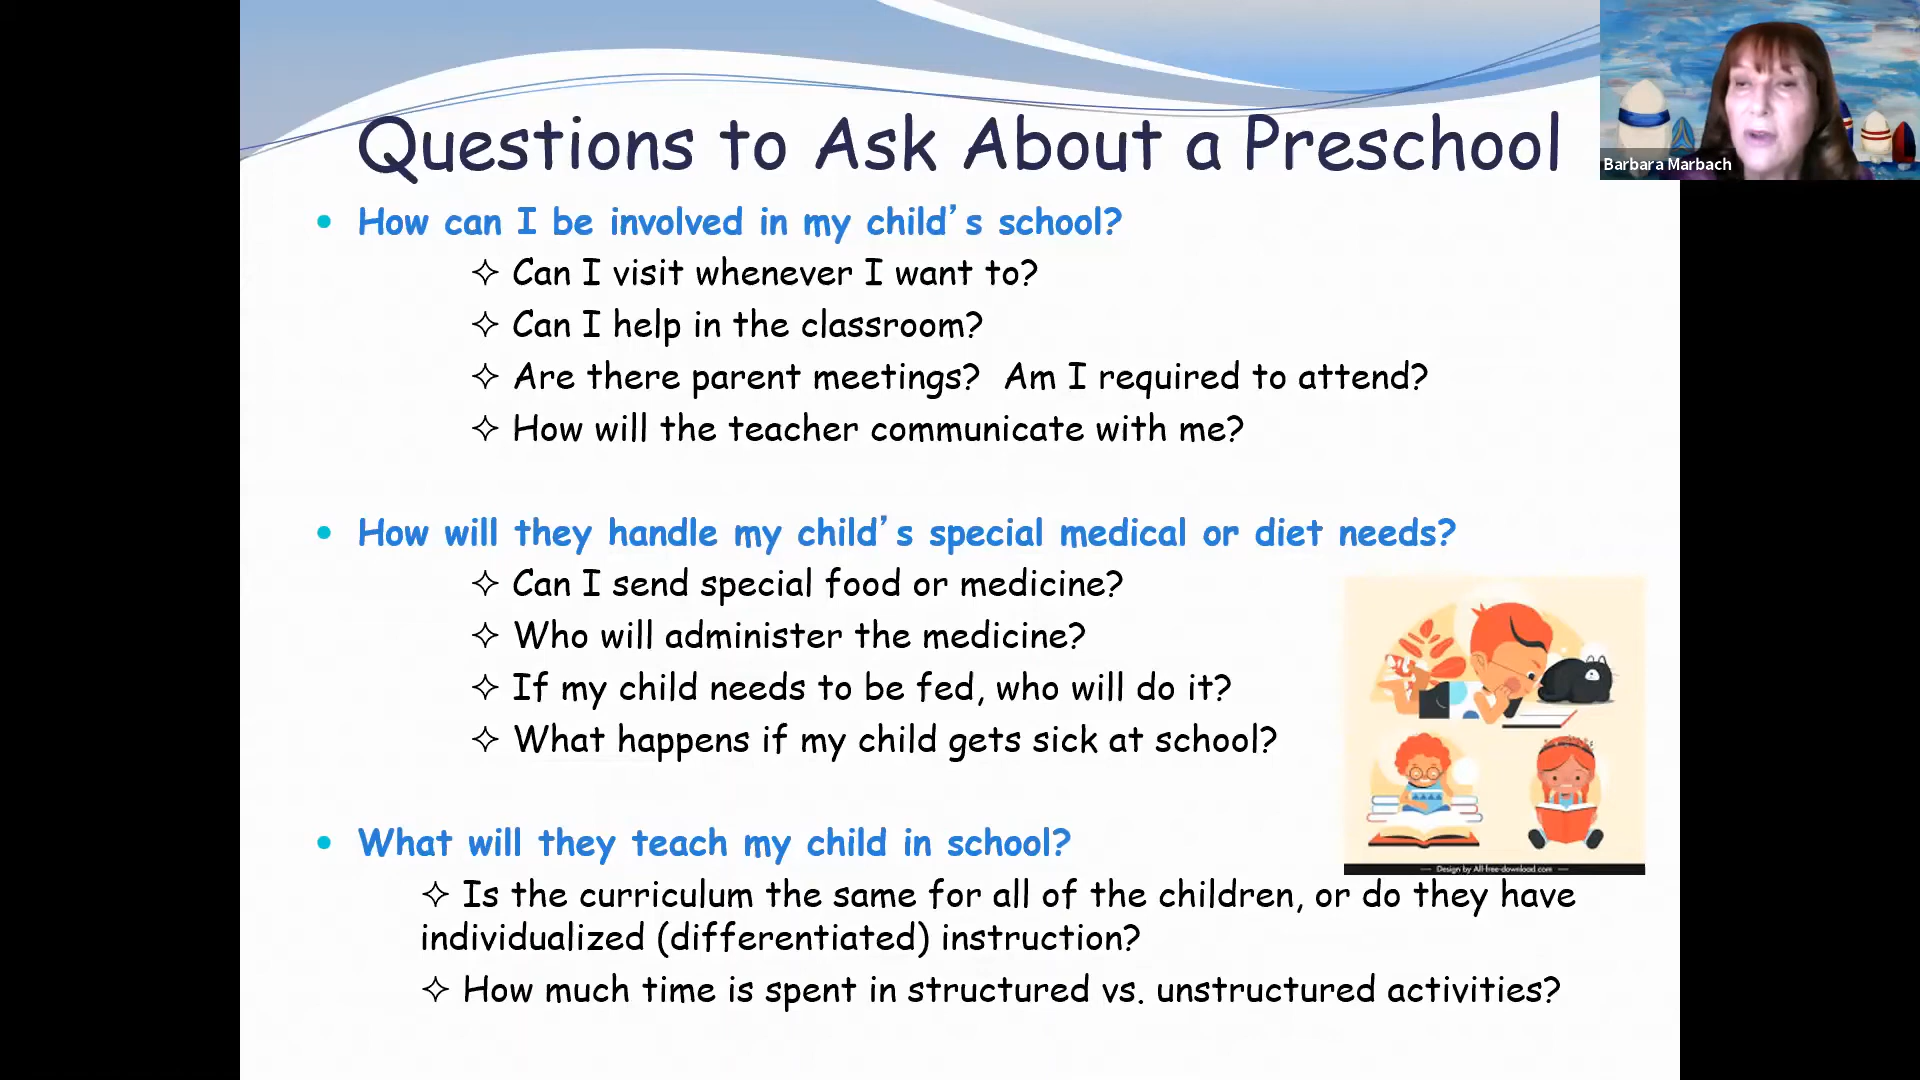 Questions to Ask About a Preschool
Barbara Marbach
• How can I be involved in my child’s school?
✧ Can I visit whenever I want to?
✧ Can I help in the classroom?
✧ Are there parent meetings?  Am I required to attend?
✧ How will the teacher communicate with me?
• How will they handle my child’s special medical or diet needs?
✧ Can I send special food or medicine?
✧ Who will administer the medicine?
✧ If my child needs to be fed, who will do it?
✧ What happens if my child gets sick at school?
• What will they teach my child in school?
Design by All-free-download.com
✧ Is the curriculum the same for all of the children, or do they have
individualized (differentiated) instruction?
✧ How much time is spent in structured vs. unstructured activities?